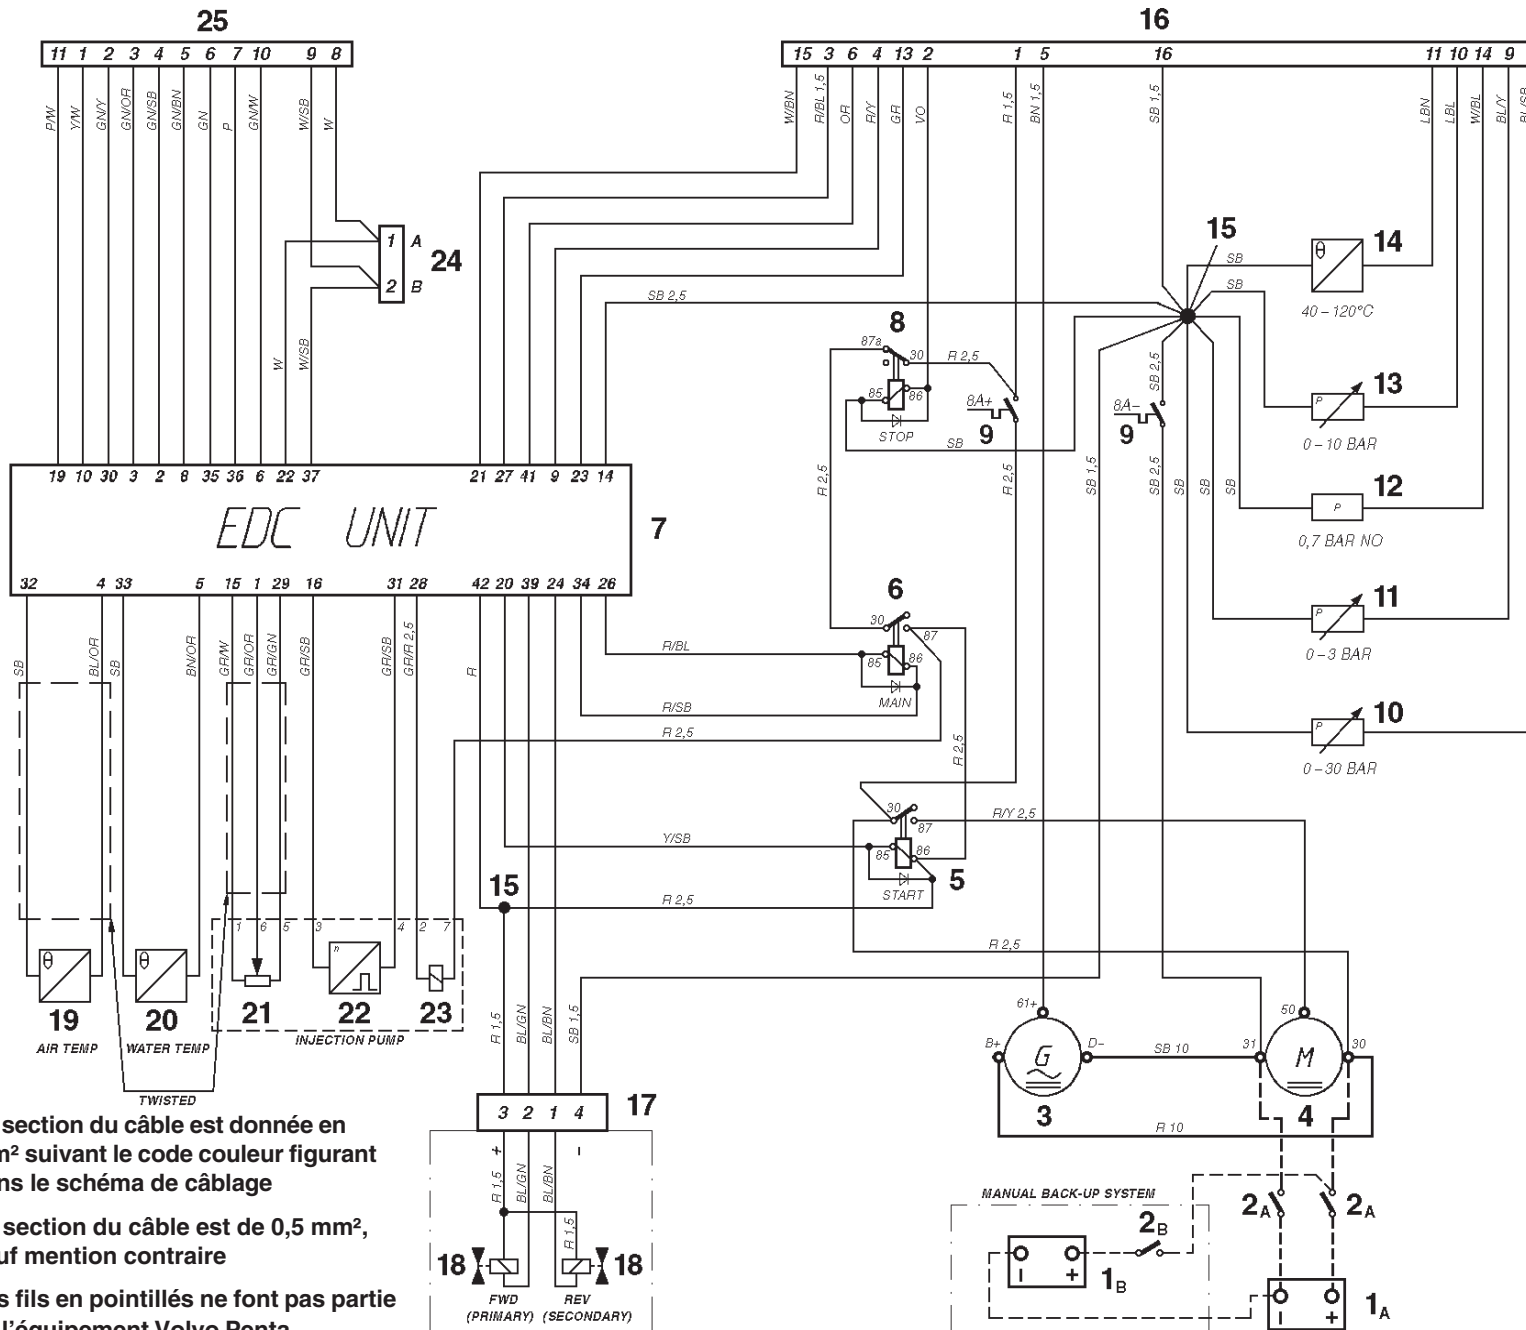 25
16
11 1 2 3 4 5 6 7 10 9 8
15 3 6 4 13 2 1 5 16 11 10 14 9
P/W Y/W GN/Y GN/OR GN/SB GN/BN GN P GN/W W/SB W
W/BN R/BL 1,5 OR R/Y GR VO R 1,5 BN 1,5 SB 1,5 LBN LBL W/BL BL/Y BL/SB
1 A
24
2 B
W W/SB
SB 2,5
15
SB
14
SB
40–120°C
8
87a 30 R 2,5
85 86
STOP
8A+
9
SB 2,5
8A–
9
13
P
0–10 BAR
SB
R 2,5 R 2,5 SB 1,5 SB 2,5 SB SB SB
12
P
0,7 BAR NO
19 10 30 3 2 8 35 36 6 22 37 21 27 41 9 23 14
EDC UNIT
7
32 4 33 5 15 1 29 16 31 28 42 20 39 24 34 26
SB BL/OR SB BN/OR GR/W GR/OR GR/GN GR/SB GR/SB GR/R 2,5 R
6
30 87
R/BL
85 86
MAIN
R/SB
R 2,5
R 2,5
11
P
0–3 BAR
10
P
0–30 BAR
30 87
R/Y 2,5
Y/SB
85 86
START
5
15
R 2,5
R 2,5
1 6 5 3 4 2 7
θ θ n
19 20 21 22 23
AIR TEMP WATER TEMP INJECTION PUMP
TWISTED
R 1,5 BL/GN BL/BN SB 1,5
61+ 50
B+ G D– SB 10 31 M 30
3 4
R 10
3 2 1 4
17
+ –
R 1,5 BL/GN BL/BN
R 1,5
18 18
FWD REV
(PRIMARY) (SECONDARY)
MANUAL BACK-UP SYSTEM
2B 2A 2A
– + 1B
– + 1A
section du câble est donnée en
m² suivant le code couleur figurant
ns le schéma de câblage
section du câble est de 0,5 mm²,
uf mention contraire
s fils en pointillés ne font pas partie
l'équipement Volvo Penta